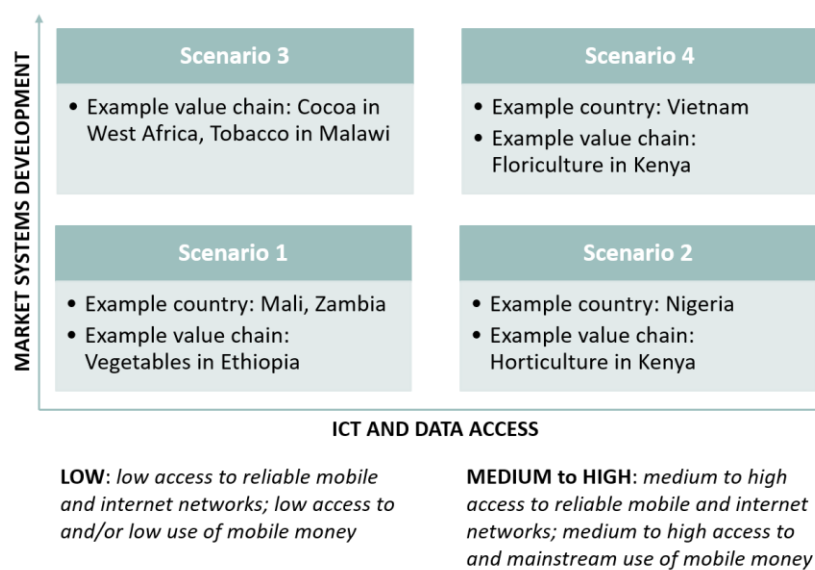 MARKET SYSTEMS DEVELOPMENT
Scenario 3
• Example value chain: Cocoa in
West Africa, Tobacco in Malawi
Scenario 4
• Example country: Vietnam
• Example value chain:
Floriculture in Kenya
Scenario 1
• Example country: Mali, Zambia
• Example value chain:
Vegetables in Ethiopia
Scenario 2
• Example country: Nigeria
• Example value chain:
Horticulture in Kenya
ICT AND DATA ACCESS
LOW: low access to reliable mobile
and internet networks; low access to
and/or low use of mobile money
MEDIUM to HIGH: medium to high
access to reliable mobile and internet
networks; medium to high access to
and mainstream use of mobile money